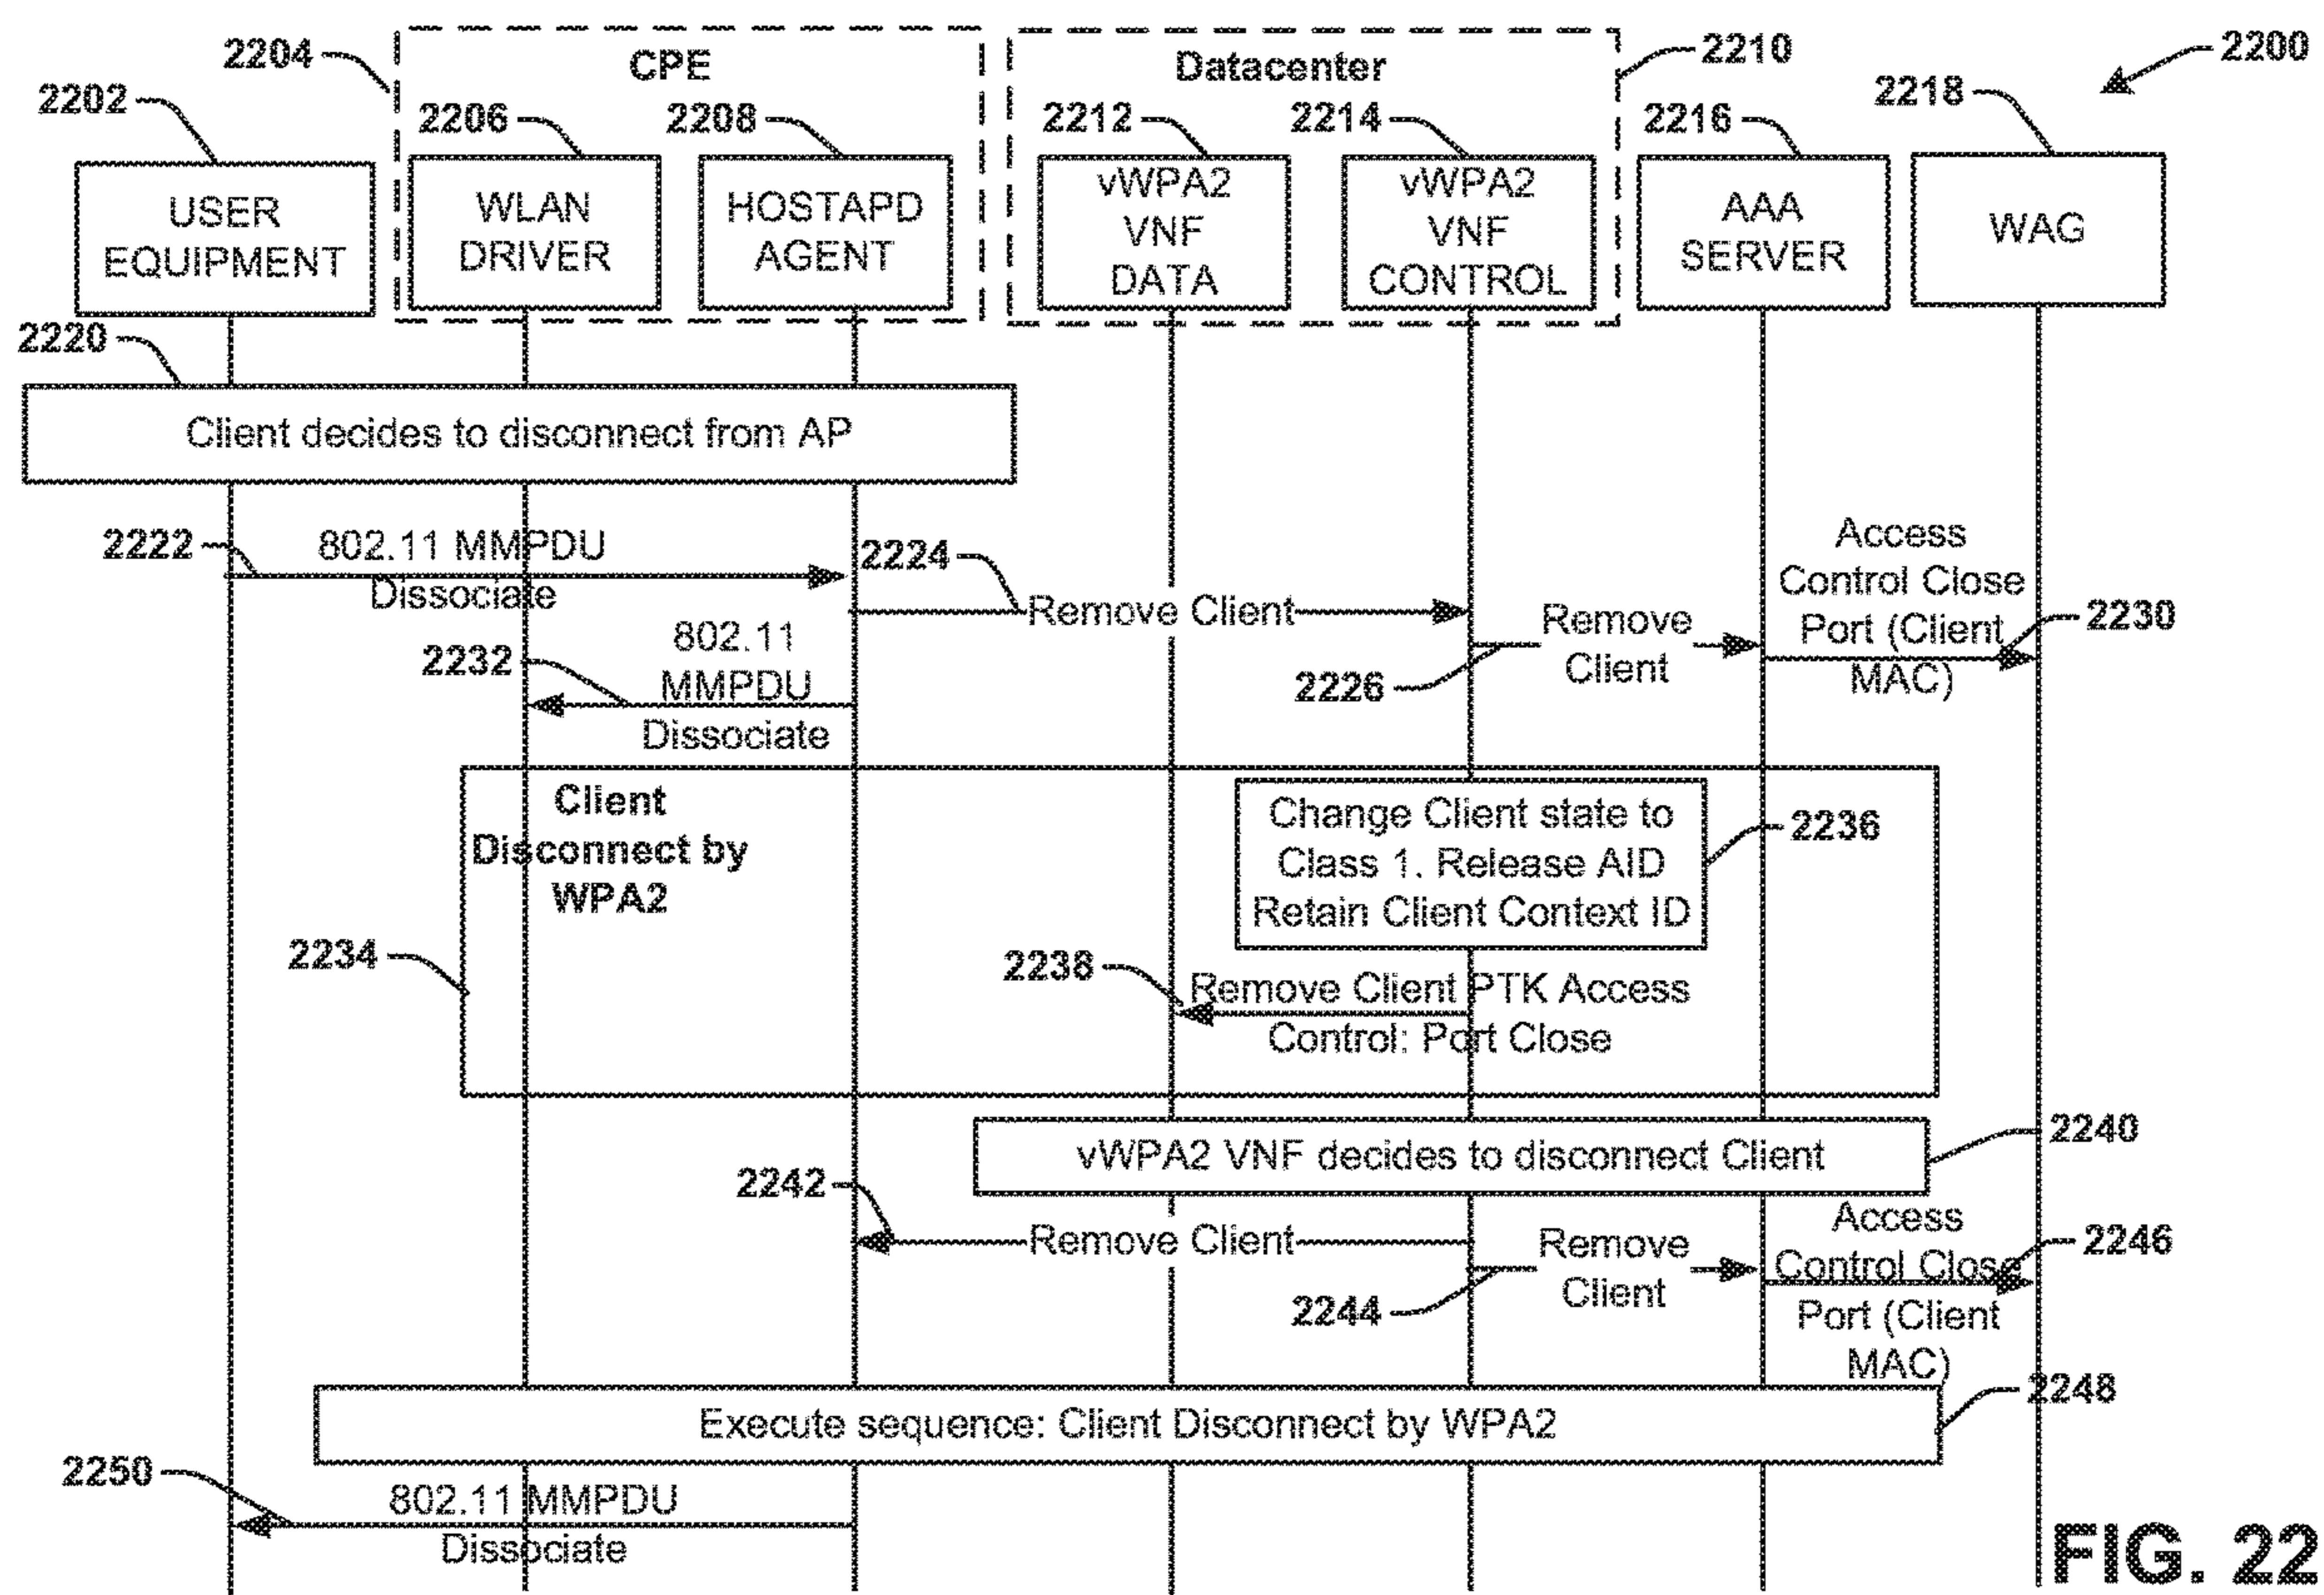 2204
CPE
Datacenter
2210
2200
2202
2206
2208
2212
2214
2216
2218
USER
EQUIPMENT
WLAN
DRIVER
HOSTAPD
AGENT
vWPA2
VNF
DATA
vWPA2
VNF
CONTROL
AAA
SERVER
WAG
2220
Client decides to disconnect from AP
2222
802.11 MMPDU
Dissociate
2224
Remove Client
2226
Remove
Client
Access
Control Close
Port (Client
MAC)
2230
2232
802.11
MMPDU
Dissociate
Client
Disconnect by
WPA2
2234
Change Client state to
Class 1. Release AID
Retain Client Context ID
2236
2238
Remove Client PTK Access
Control: Port Close
vWPA2 VNF decides to disconnect Client
2240
2242
Remove Client
2244
Remove
Client
Access
Control Close
Port (Client
MAC)
2246
Execute sequence: Client Disconnect by WPA2
2248
2250
802.11 MMPDU
Dissociate
FIG. 22